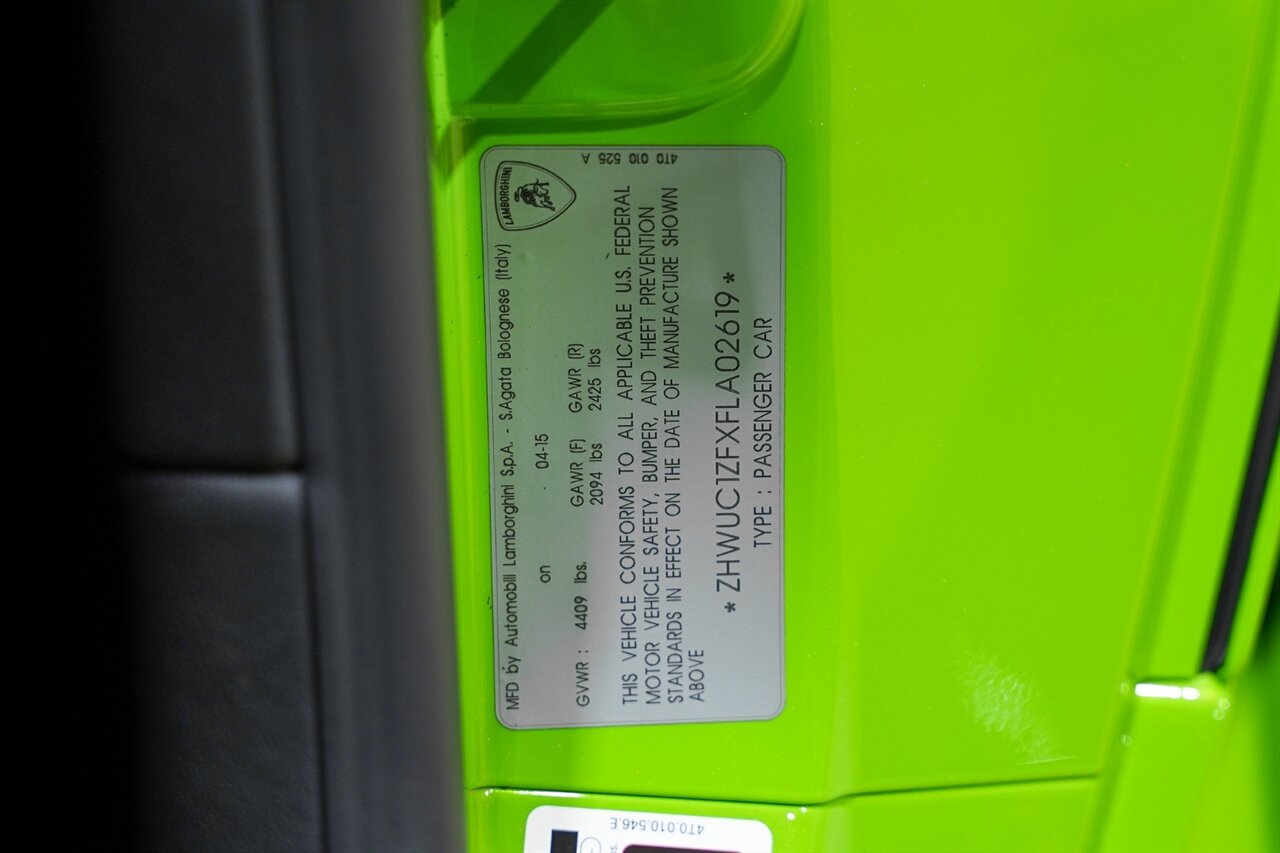 LAMBORGHINI
4T0 010 525 A
MFD by Automobili Lamborghini S.p.A. - S.Agata Bolognese (Italy)
on 04-15
GVWR : 4409 lbs. GAWR (F) GAWR (R)
2094 lbs 2425 lbs
THIS VEHICLE CONFORMS TO ALL APPLICABLE U.S. FEDERAL
MOTOR VEHICLE SAFETY, BUMPER, AND THEFT PREVENTION
STANDARDS IN EFFECT ON THE DATE OF MANUFACTURE SHOWN
ABOVE
* ZHWUC1ZFXFLA02619 *
TYPE : PASSENGER CAR
4T0.010.546.E